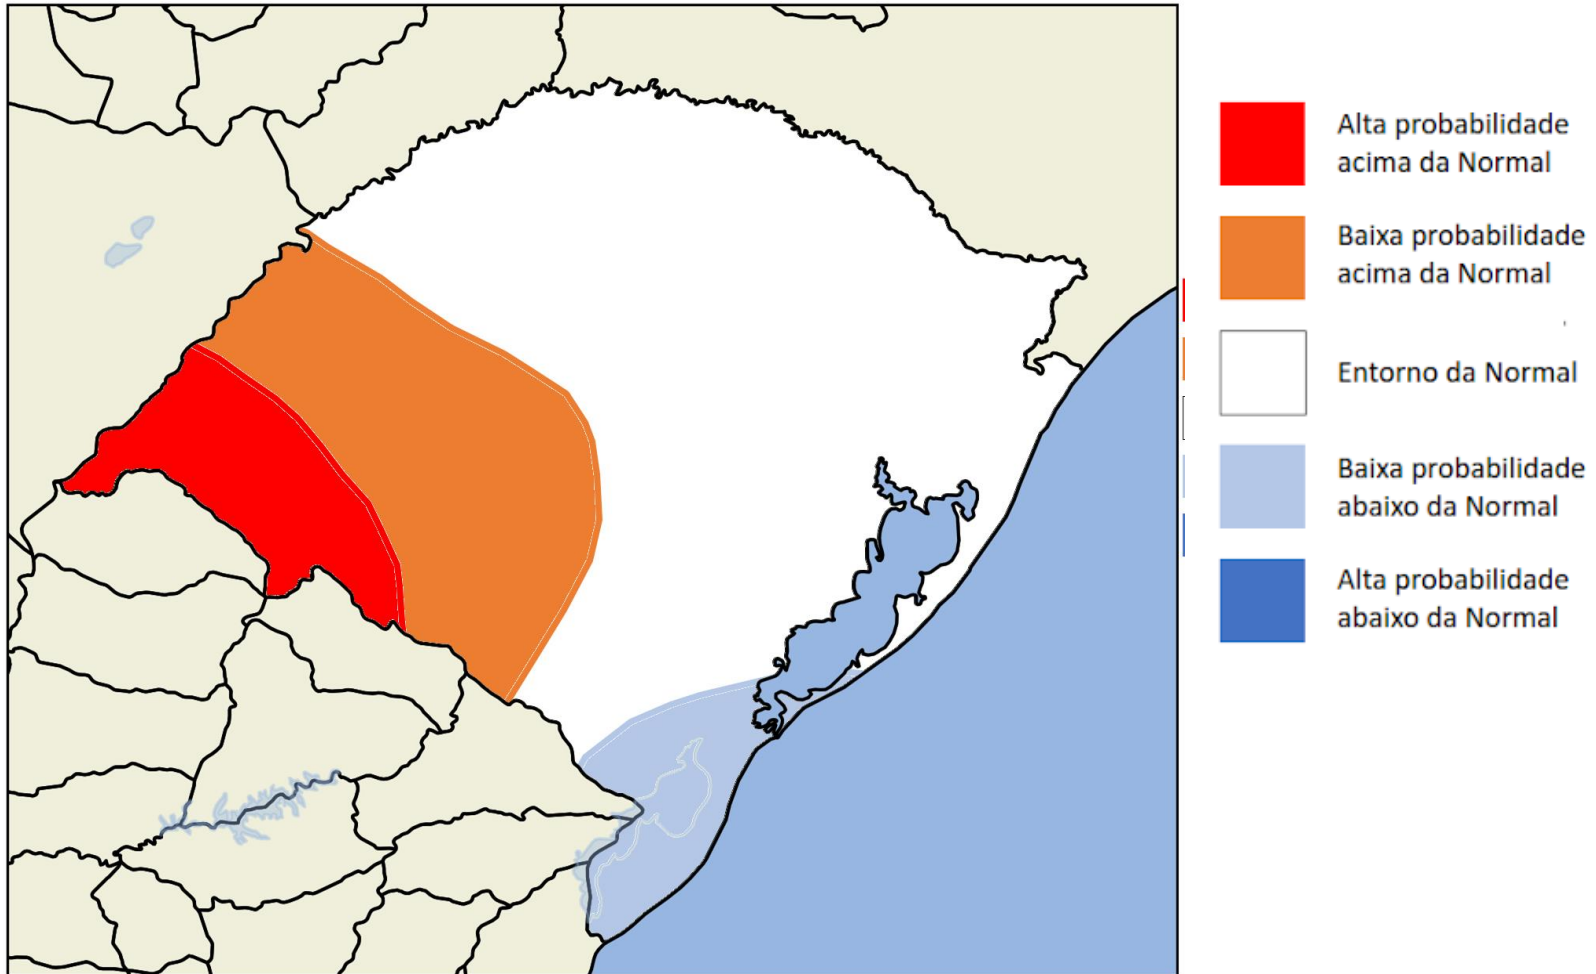 Alta probabilidade
acima da Normal
Baixa probabilidade
acima da Normal
Entorno da Normal
Baixa probabilidade
abaixo da Normal
Alta probabilidade
abaixo da Normal